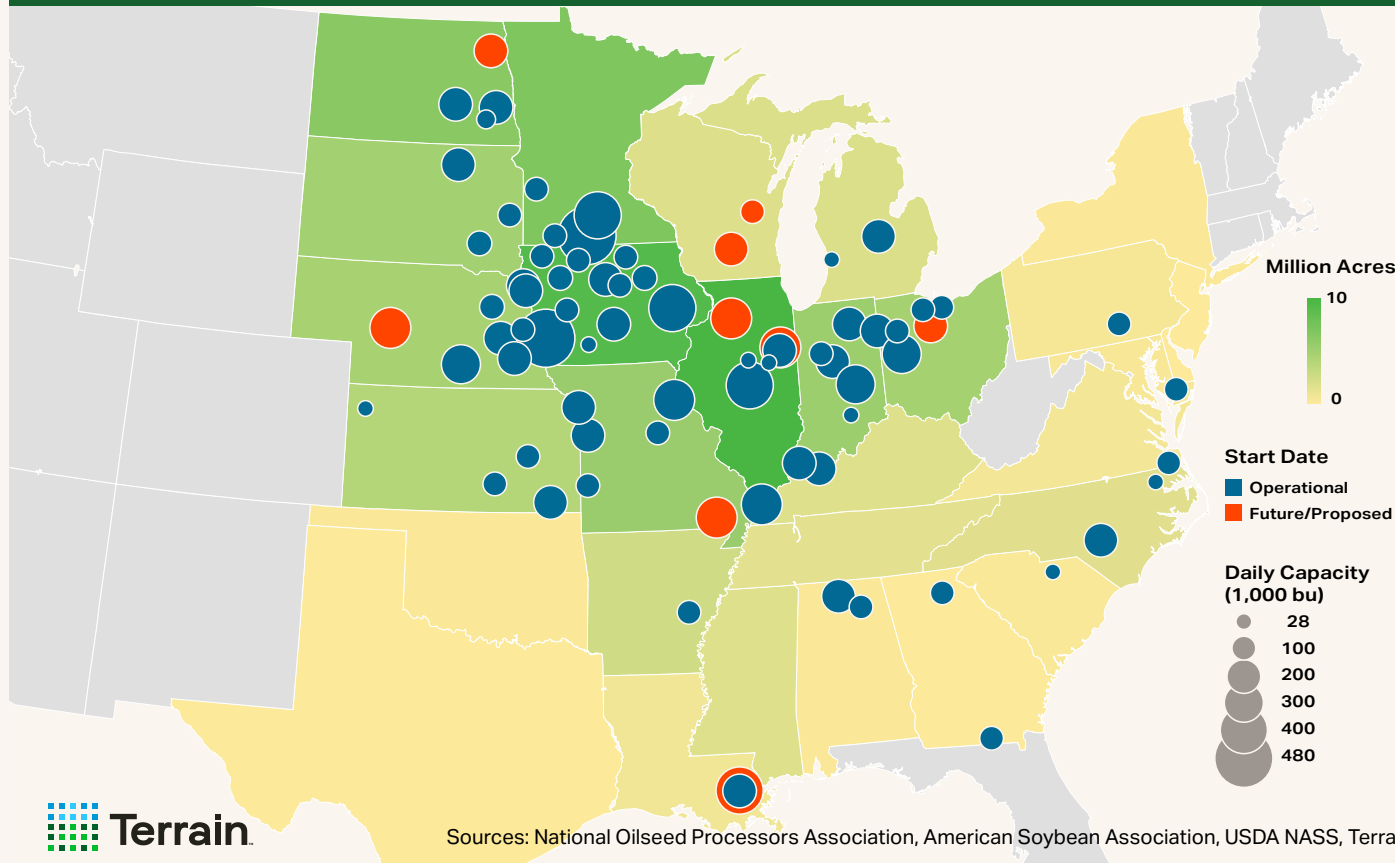 Million Acres
10
0
Start Date
Operational
Future/Proposed
Daily Capacity
(1,000 bu)
28
100
200
300
400
480
Terrain™
Sources: National Oilseed Processors Association, American Soybean Association, USDA NASS, Terra